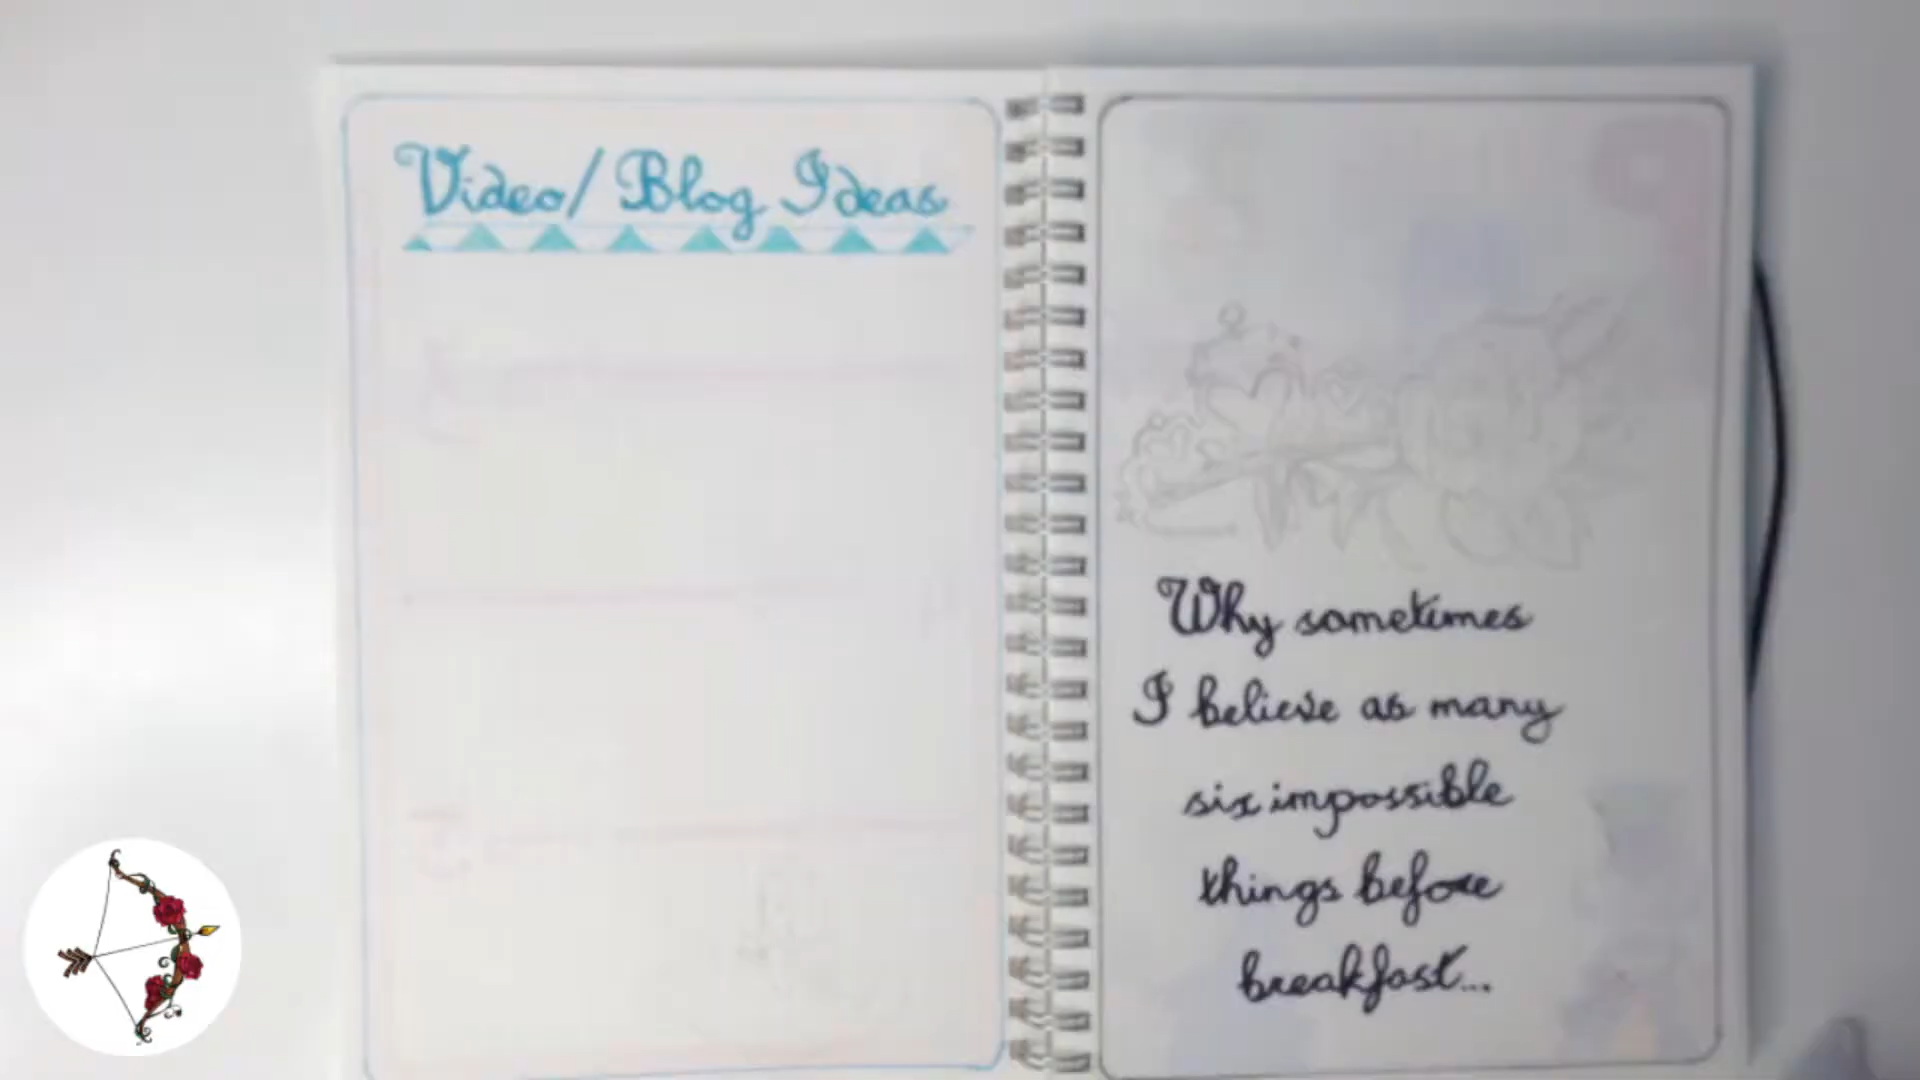 Video/ Blog Ideas
Why sometimes
I believe as many
six impossible
things before
breakfast...